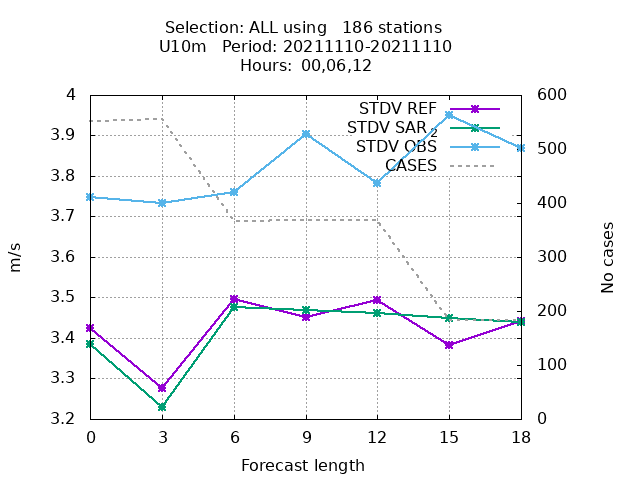 Selection: ALL using 186 stations
U10m Period: 20211110-20211110
Hours: 00,06,12
4
3.9
3.8
3.7
3.6
3.5
3.4
3.3
3.2
m/s
600
500
400
300
200
100
0
No cases
STDV REF
STDV SAR2
STDV OBS
CASES
0 3 6 9 12 15 18
Forecast length